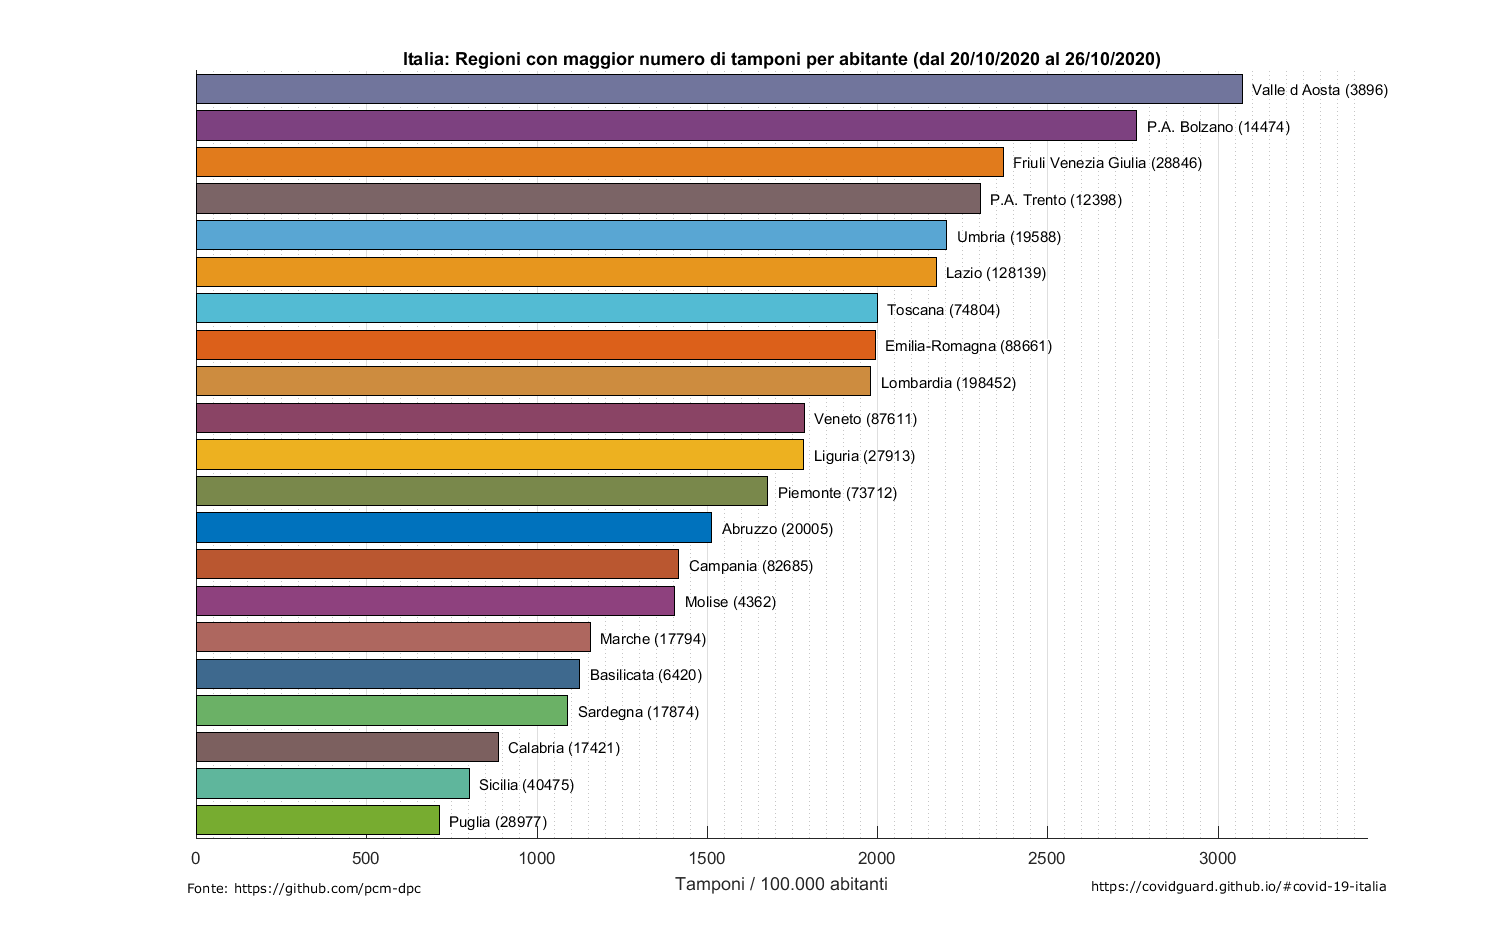 Italia: Regioni con maggior numero di tamponi per abitante (dal 20/10/2020 al 26/10/2020)
Valle d Aosta (3896)
P.A. Bolzano (14474)
Friuli Venezia Giulia (28846)
P.A. Trento (12398)
Umbria (19588)
Lazio (128139)
Toscana (74804)
Emilia-Romagna (88661)
Lombardia (198452)
Veneto (87611)
Liguria (27913)
Piemonte (73712)
Abruzzo (20005)
Campania (82685)
Molise (4362)
Marche (17794)
Basilicata (6420)
Sardegna (17874)
Calabria (17421)
Sicilia (40475)
Puglia (28977)
0 500 1000 1500 2000 2500 3000
Tamponi / 100.000 abitanti
Fonte: https://github.com/pcm-dpc
https://covidguard.github.io/#covid-19-italia